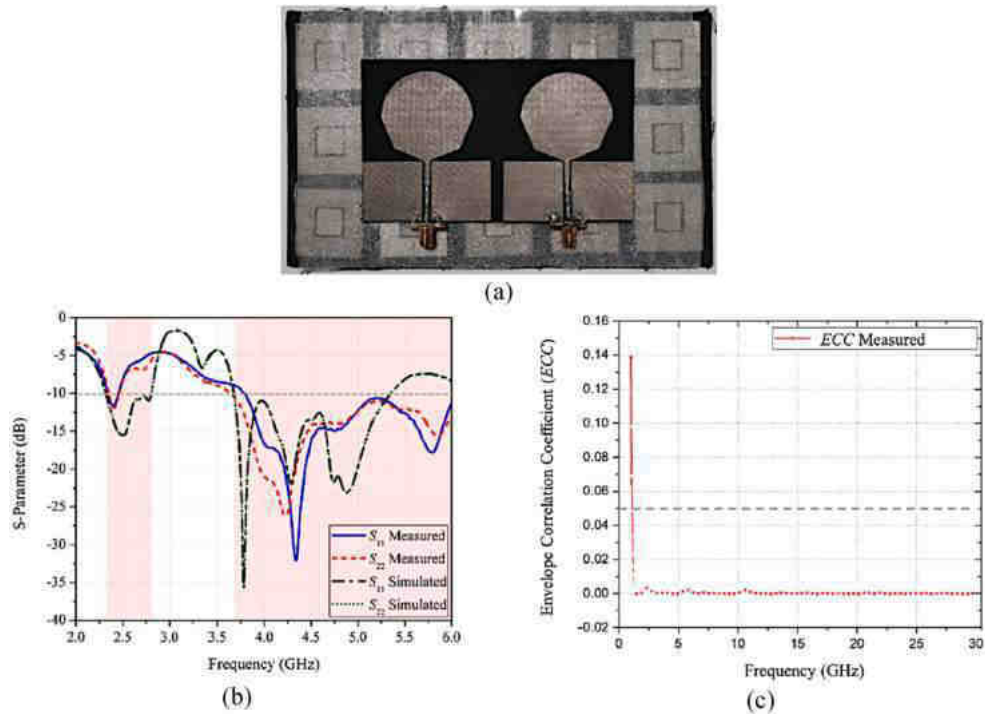 (a)
0
-5
-10
-15
-20
-25
-30
-35
-40
S-Parameter (dB)
S₁₁ Measured
S₂₂ Measured
S₁₁ Simulated
S₂₂ Simulated
2.0 2.5 3.0 3.5 4.0 4.5 5.0 5.5 6.0
Frequency (GHz)
(b)
0.16
0.14
0.12
0.10
0.08
0.06
0.04
0.02
0.00
-0.02
Envelope Correlation Coefficient (ECC)
ECC Measured
0 5 10 15 20 25 30
Frequency (GHz)
(c)